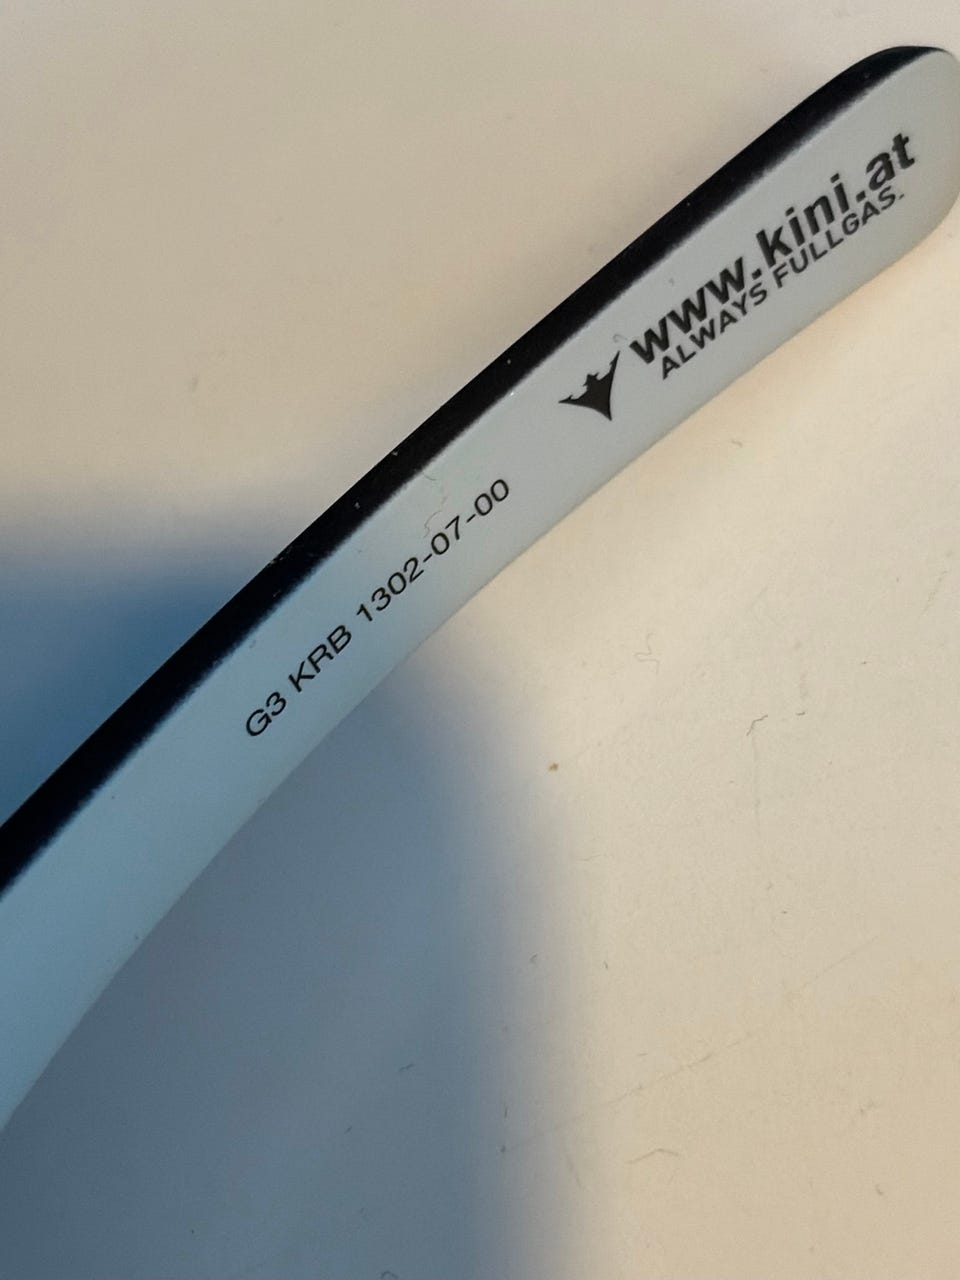 www.kini.at
ALWAYS FULLGAS.
G3 KRB 1302-07-00